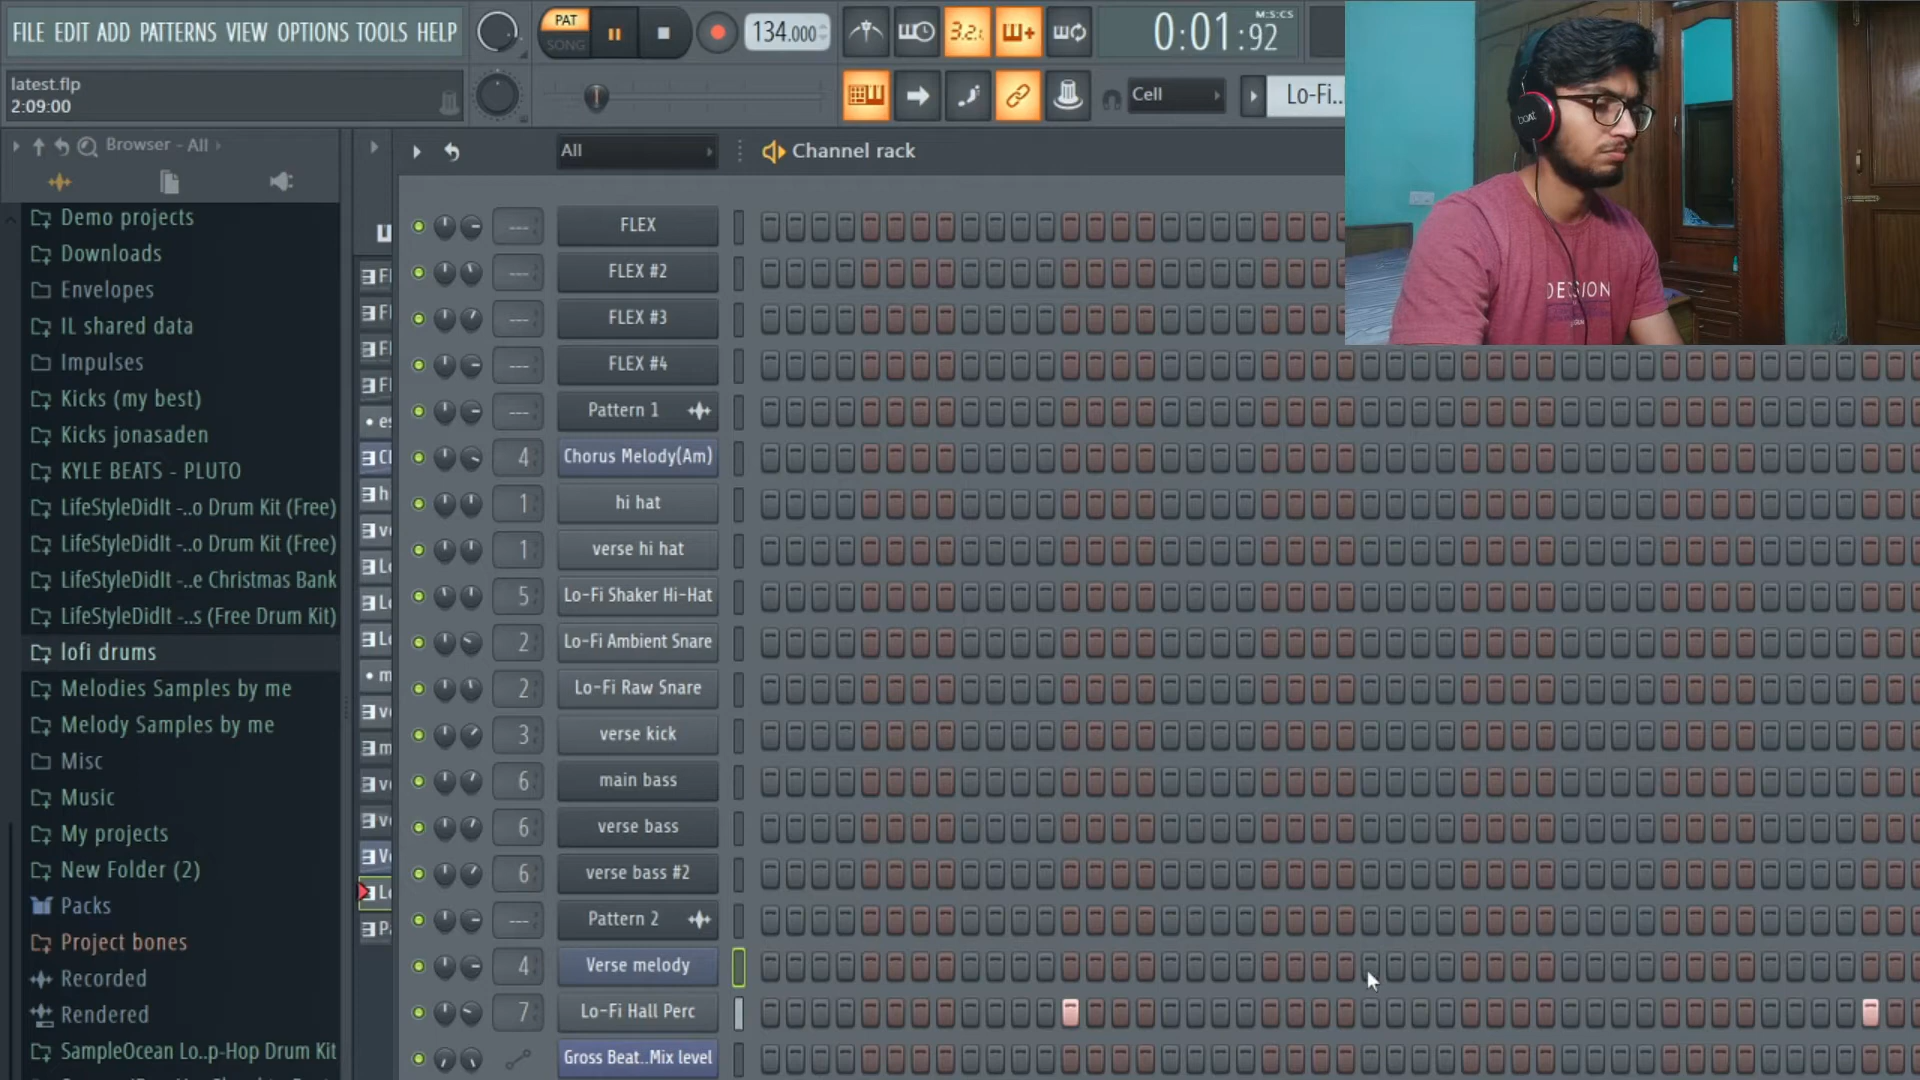 FILE EDIT ADD PATTERNS VIEW OPTIONS TOOLS HELP
PAT
SONG
134.000
3.2.
M:S:CS
0:01:92
latest.flp
2:09:00
Cell
Lo-Fi..
Browser - All
All
Channel rack
Demo projects
Downloads
Envelopes
IL shared data
Impulses
Kicks (my best)
Kicks jonasaden
KYLE BEATS - PLUTO
LifeStyleDidIt -..o Drum Kit (Free)
LifeStyleDidIt -..o Drum Kit (Free)
LifeStyleDidIt -..e Christmas Bank
LifeStyleDidIt -..s (Free Drum Kit)
lofi drums
Melodies Samples by me
Melody Samples by me
Misc
Music
My projects
New Folder (2)
Packs
Project bones
Recorded
Rendered
SampleOcean Lo..p-Hop Drum Kit
--- FLEX
--- FLEX #2
--- FLEX #3
--- FLEX #4
--- Pattern 1
4 Chorus Melody(Am)
1 hi hat
1 verse hi hat
5 Lo-Fi Shaker Hi-Hat
2 Lo-Fi Ambient Snare
2 Lo-Fi Raw Snare
3 verse kick
6 main bass
6 verse bass
6 verse bass #2
--- Pattern 2
4 Verse melody
7 Lo-Fi Hall Perc
Gross Beat..Mix level
boAt